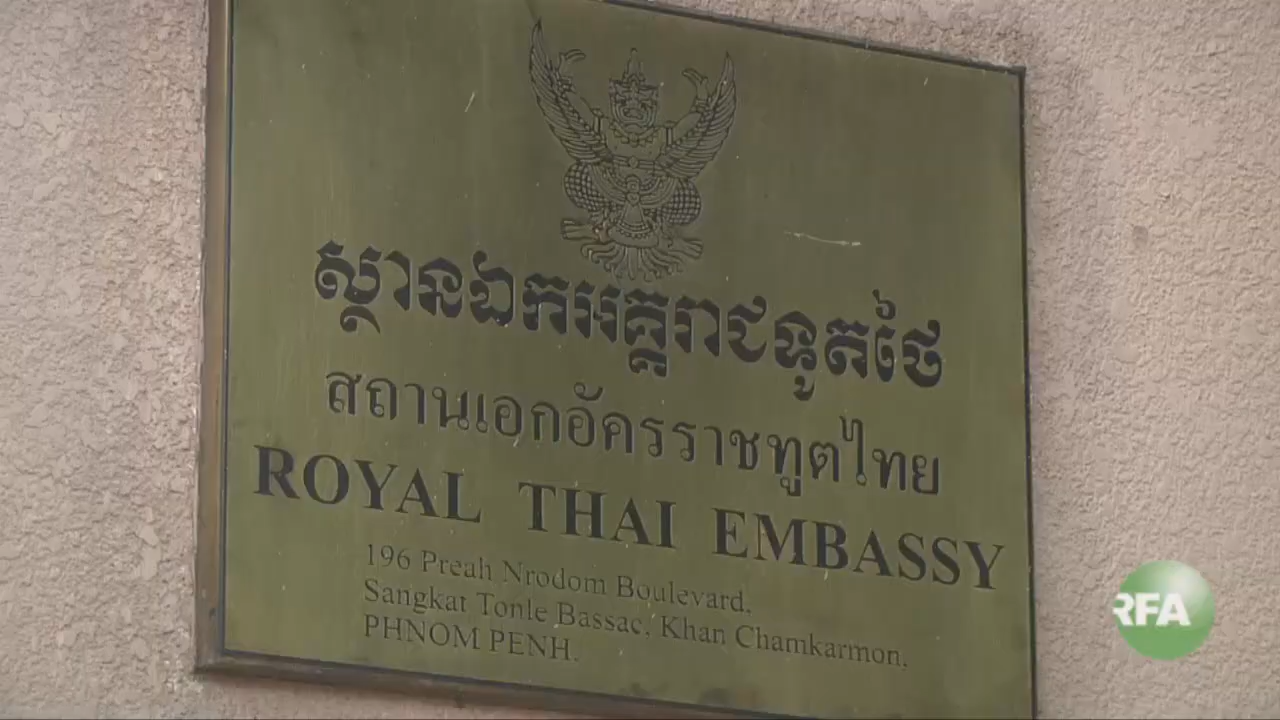 ស្ថានឯកអគ្គរាជទូតថៃ
สถานเอกอัครราชทูตไทย
ROYAL THAI EMBASSY
196 Preah Nrodom Boulevard,
Sangkat Tonle Bassac, Khan Chamkarmon,
PHNOM PENH.
RFA